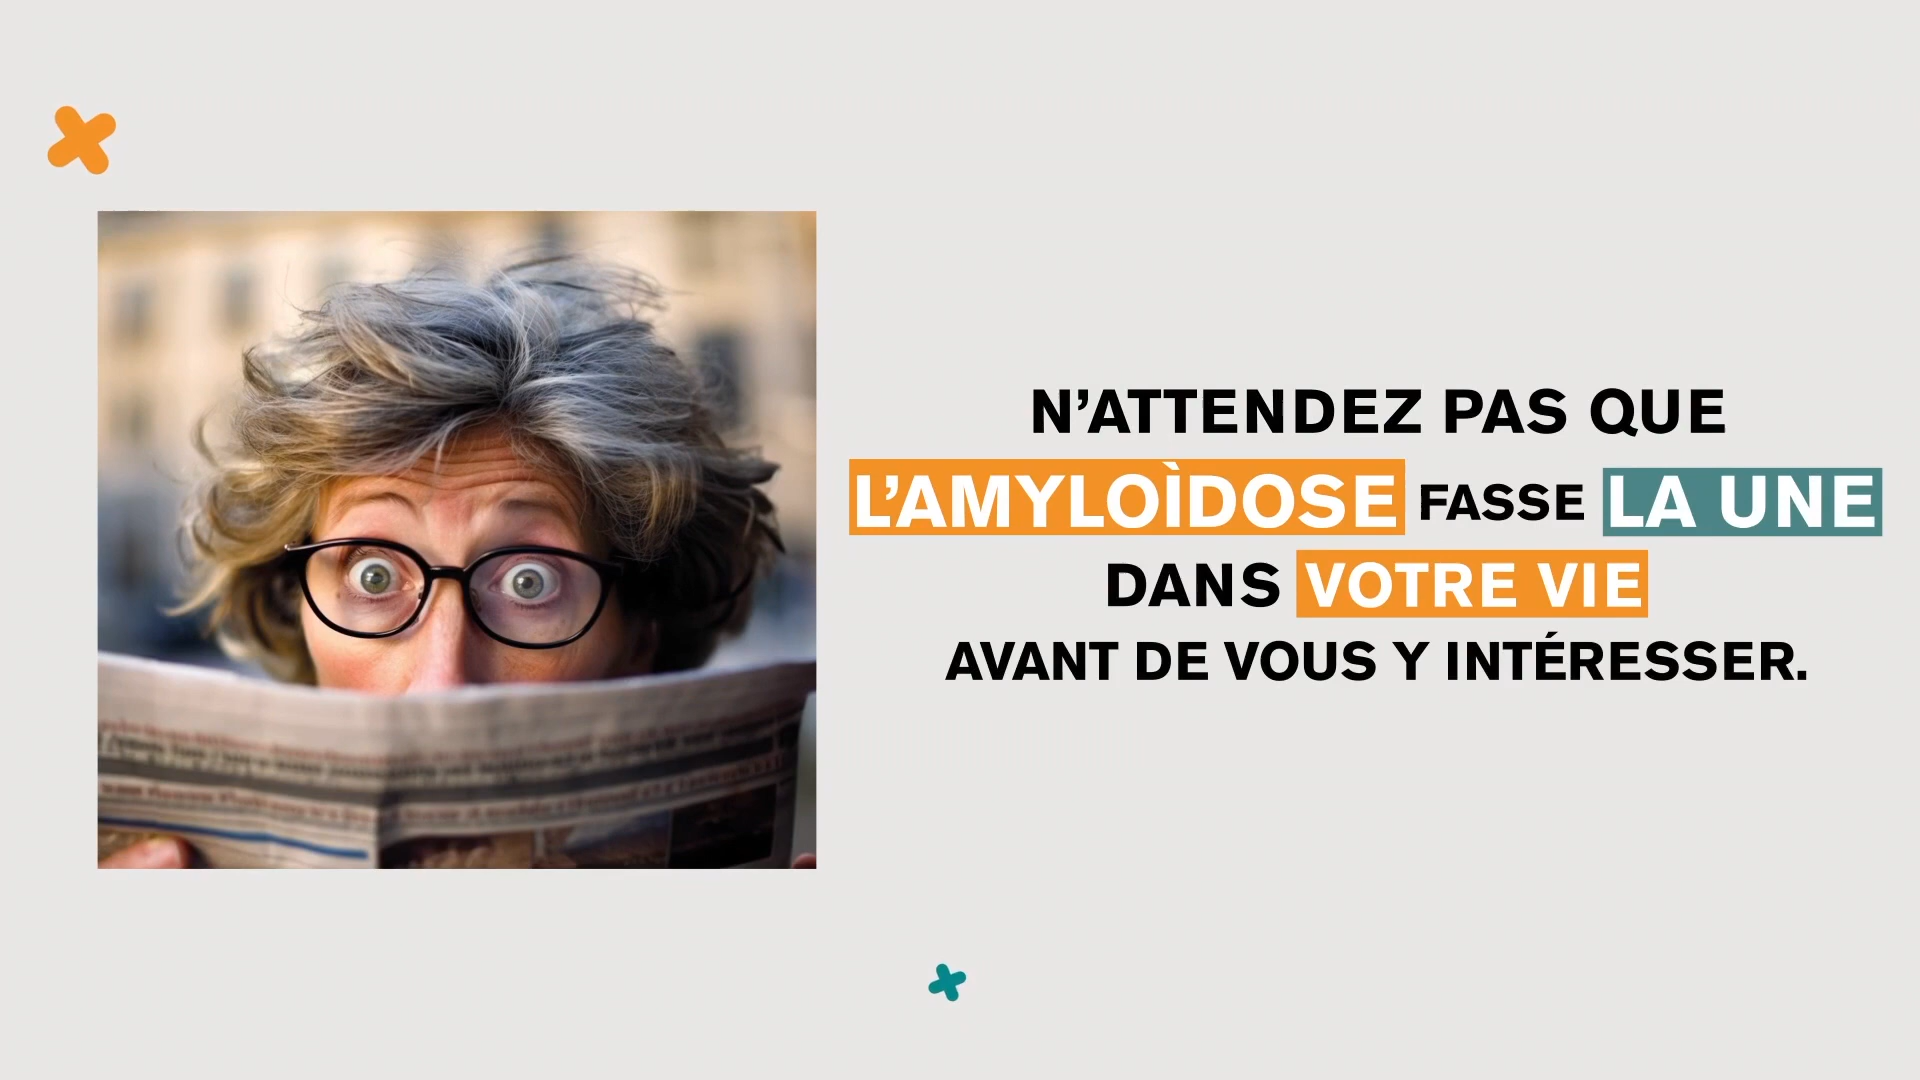 N’ATTENDEZ PAS QUE
L’AMYLOÌDOSE FASSE LA UNE
DANS VOTRE VIE
AVANT DE VOUS Y INTÉRESSER.